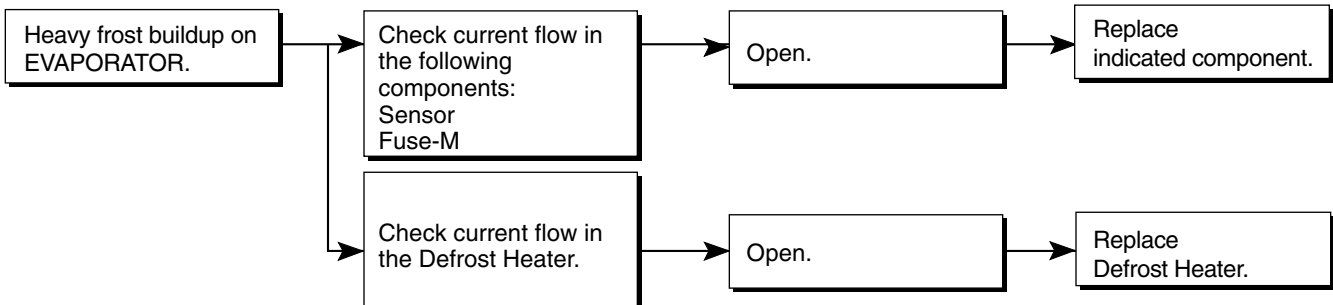 Heavy frost buildup on
EVAPORATOR.
Check current flow in
the following
components:
Sensor
Fuse-M
Open.
Replace
indicated component.
Check current flow in
the Defrost Heater.
Open.
Replace
Defrost Heater.